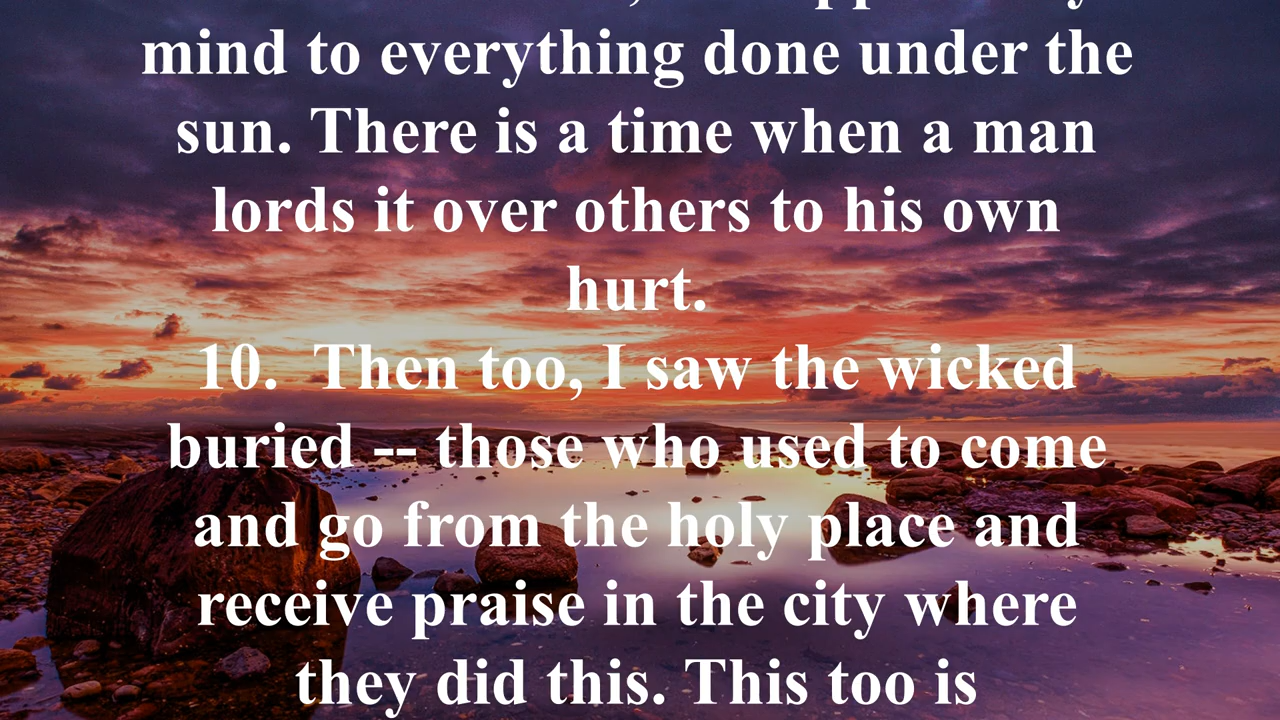 mind to everything done under the
sun. There is a time when a man
lords it over others to his own
hurt.
10.  Then too, I saw the wicked
buried -- those who used to come
and go from the holy place and
receive praise in the city where
they did this. This too is